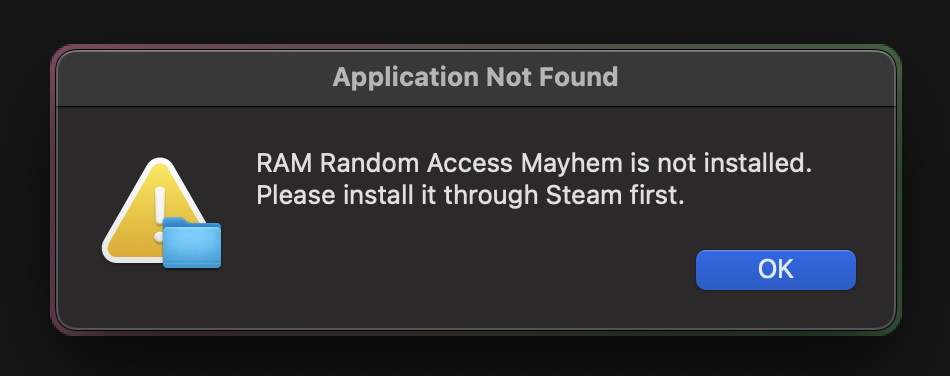 Application Not Found
RAM Random Access Mayhem is not installed.
Please install it through Steam first.
OK